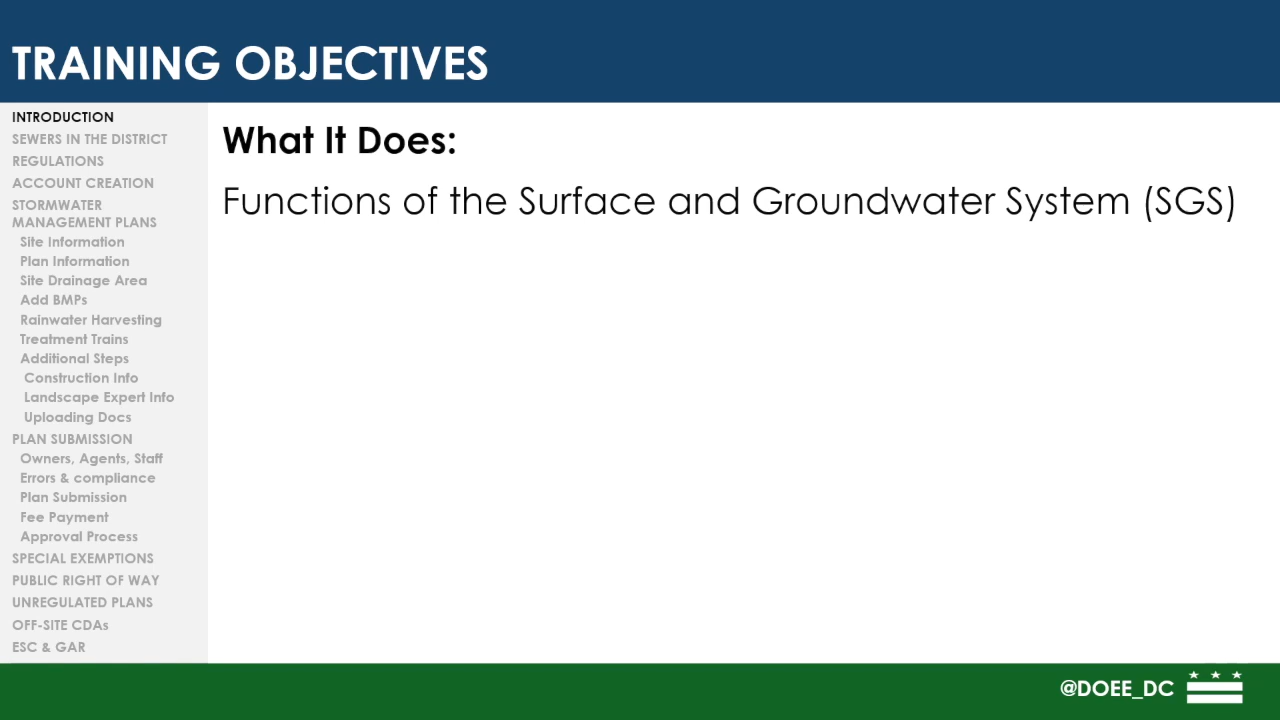 TRAINING OBJECTIVES
INTRODUCTION
SEWERS IN THE DISTRICT
REGULATIONS
ACCOUNT CREATION
STORMWATER
MANAGEMENT PLANS
Site Information
Plan Information
Site Drainage Area
Add BMPs
Rainwater Harvesting
Treatment Trains
Additional Steps
Construction Info
Landscape Expert Info
Uploading Docs
PLAN SUBMISSION
Owners, Agents, Staff
Errors & compliance
Plan Submission
Fee Payment
Approval Process
SPECIAL EXEMPTIONS
PUBLIC RIGHT OF WAY
UNREGULATED PLANS
OFF-SITE CDAs
ESC & GAR
What It Does:
Functions of the Surface and Groundwater System (SGS)
@DOEE_DC